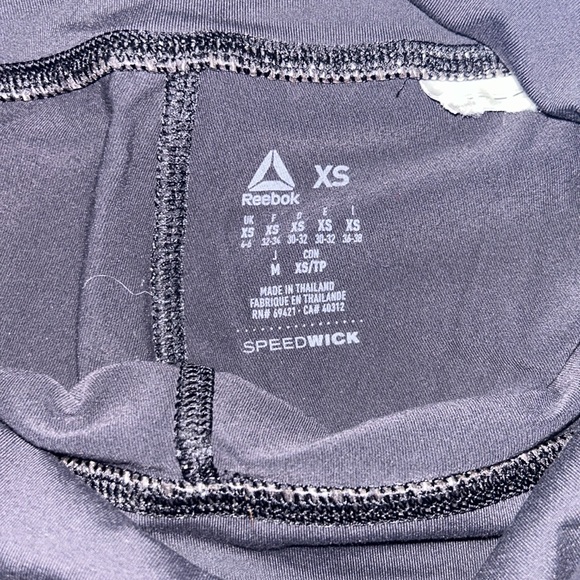 XS
Reebok
UK F D E I
XS XS XS XS XS
4-6 32-34 30-32 30-32 36-38
J CDN
M XS/TP
MADE IN THAILAND
FABRIQUE EN THAILANDE
RN# 69421 · CA# 40312
SPEEDWICK